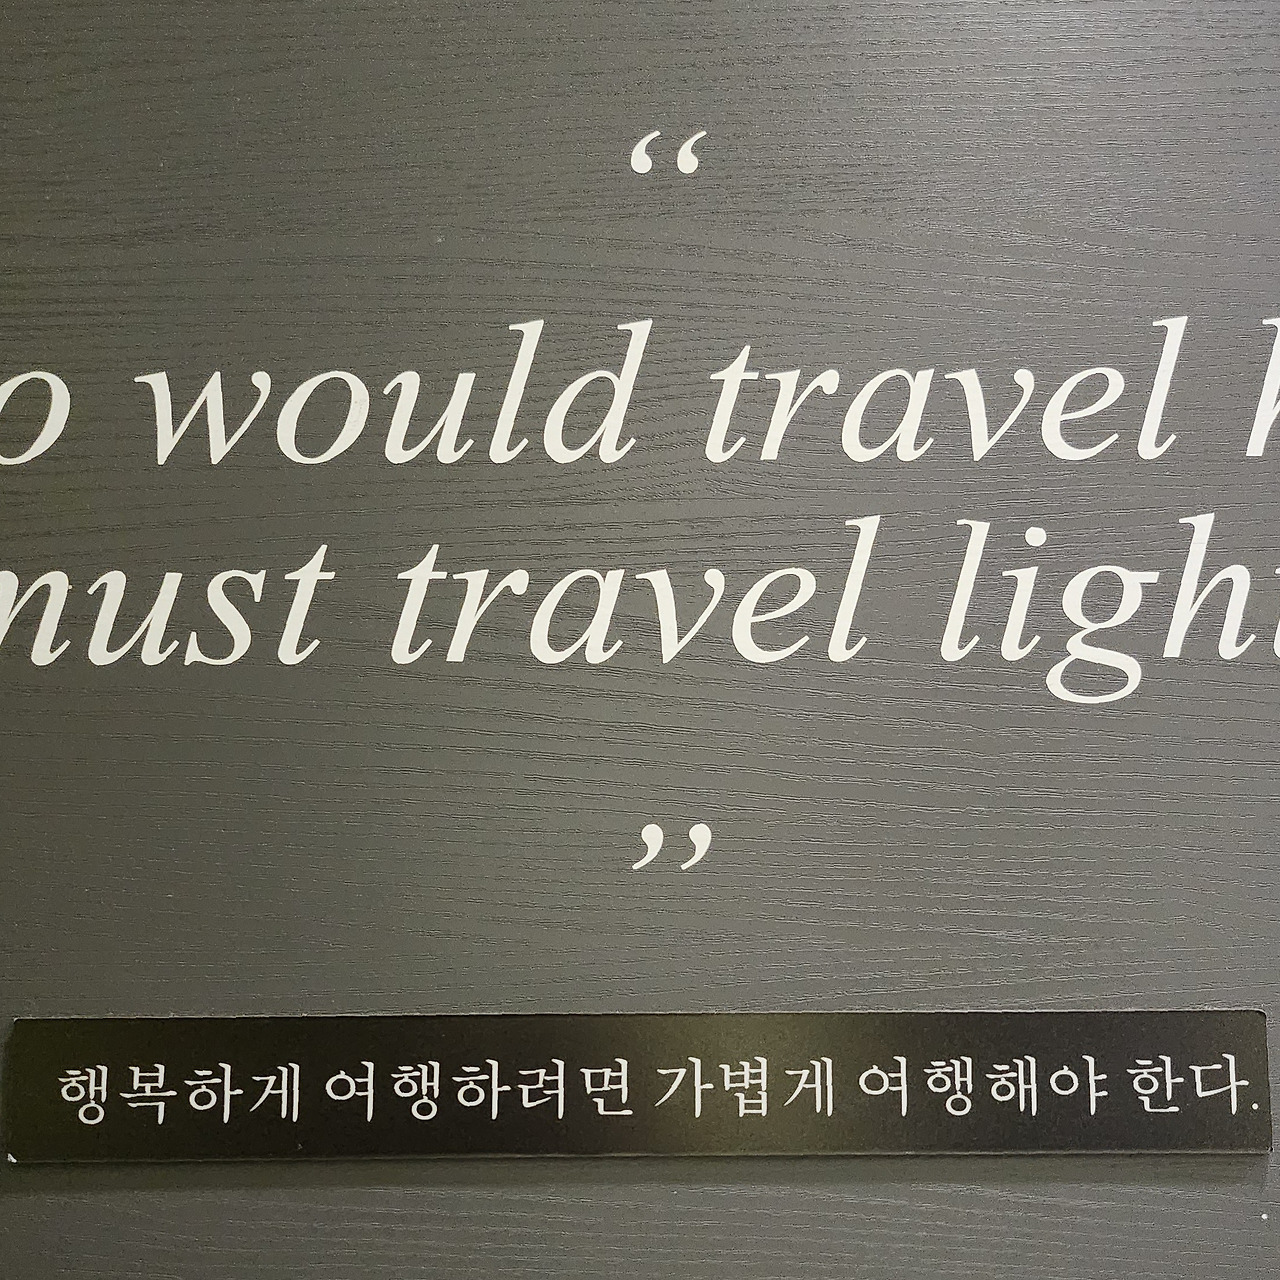 “
would travel
must travel light
”
행복하게 여행하려면 가볍게 여행해야 한다.